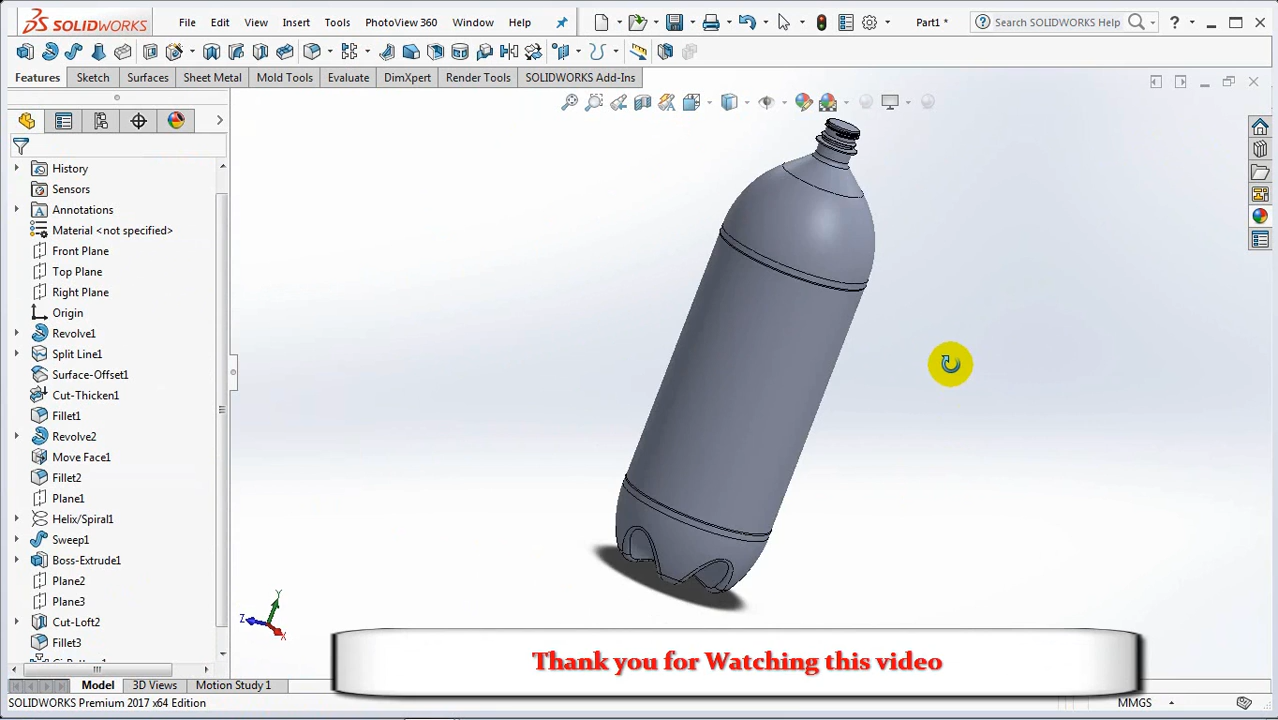 SOLIDWORKS File Edit View Insert Tools PhotoView 360 Window Help Part1 * Search SOLIDWORKS Help ?
Features Sketch Surfaces Sheet Metal Mold Tools Evaluate DimXpert Render Tools SOLIDWORKS Add-Ins
History
Sensors
Annotations
Material <not specified>
Front Plane
Top Plane
Right Plane
Origin
Revolve1
Split Line1
Surface-Offset1
Cut-Thicken1
Fillet1
Revolve2
Move Face1
Fillet2
Plane1
Helix/Spiral1
Sweep1
Boss-Extrude1
Plane2
Plane3
Cut-Loft2
Fillet3
Y
Z
X
Thank you for Watching this video
Model 3D Views Motion Study 1
SOLIDWORKS Premium 2017 x64 Edition MMGS